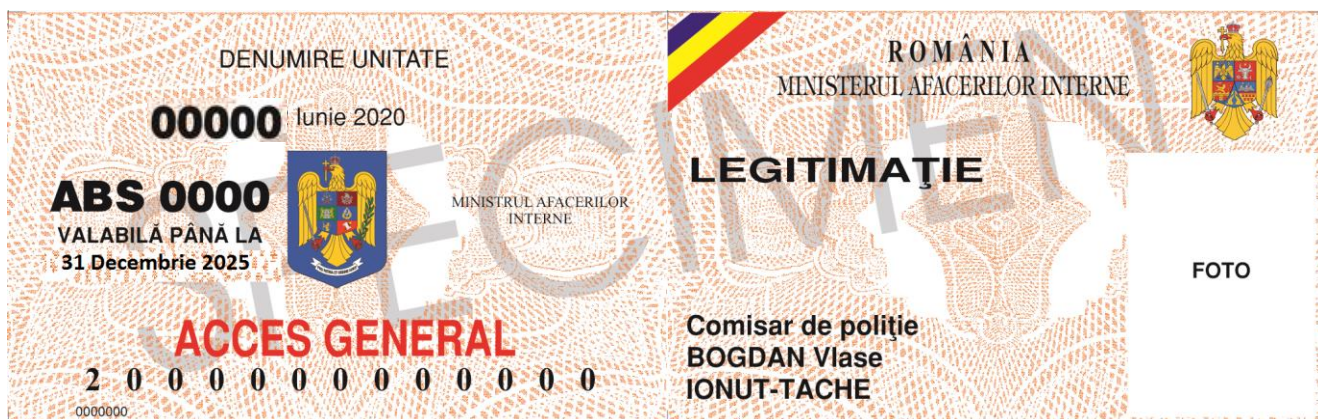 DENUMIRE UNITATE
00000 Iunie 2020
ABS 0000
VALABILĂ PÂNĂ LA
31 Decembrie 2025
MINISTRUL AFACERILOR
INTERNE
ACCES GENERAL
2 0 0 0 0 0 0 0 0 0 0 0 0
0000000
ROMÂNIA
MINISTERUL AFACERILOR INTERNE
LEGITIMAŢIE
FOTO
Comisar de poliţie
BOGDAN Vlase
IONUT-TACHE
SPECIMEN